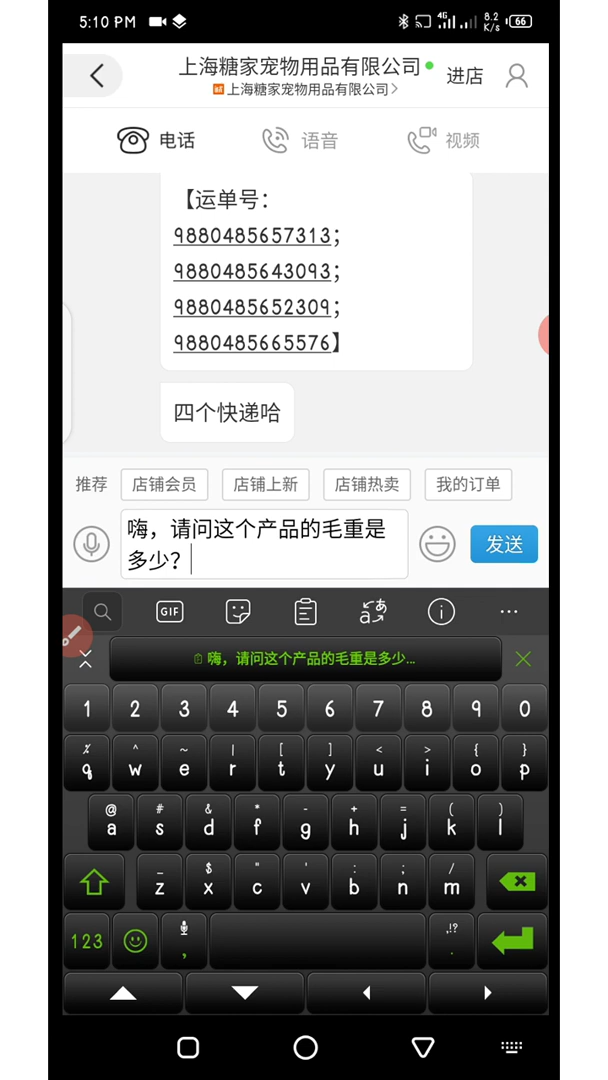 5:10 PM 4G 8.2 K/s 66
上海糖家宠物用品有限公司 进店
上海糖家宠物用品有限公司
电话 语音 视频
【运单号：
9880485657313；
9880485643093；
9880485652309；
9880485665576】
四个快递哈
推荐 店铺会员 店铺上新 店铺热卖 我的订单
嗨，请问这个产品的毛重是
多少？
发送
GIF
嗨，请问这个产品的毛重是多少...
1 2 3 4 5 6 7 8 9 0
% ^ ~ | [ ] < > { }
q w e r t y u i o p
@ # & * - + = ( )
a s d f g h j k l
_ $ " ' : ; /
z x c v b n m
123 , ,!? .